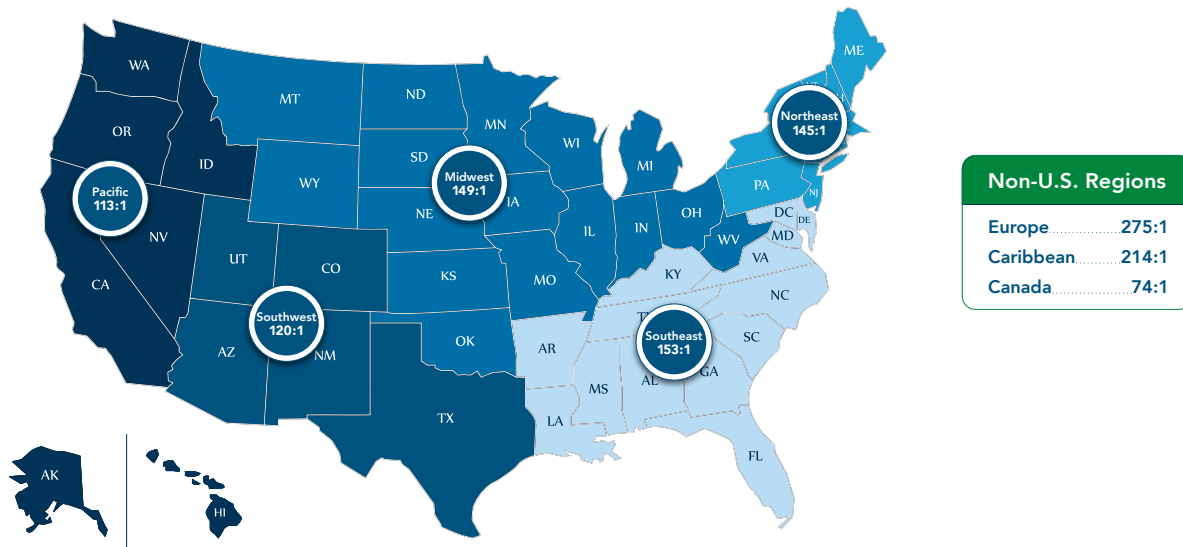 WA
OR
ID
MT
ND
MN
WI
MI
ME
Northeast
145:1
Pacific
113:1
NV
CA
WY
SD
NE
Midwest
149:1
IA
IL
IN
OH
PA
NJ
WV
DC
DE
MD
VA
UT
CO
KS
MO
KY
NC
Southwest
120:1
AZ
NM
OK
TX
AR
LA
MS
AL
Southeast
153:1
GA
SC
FL
AK
HI
Non-U.S. Regions
Europe 275:1
Caribbean 214:1
Canada 74:1